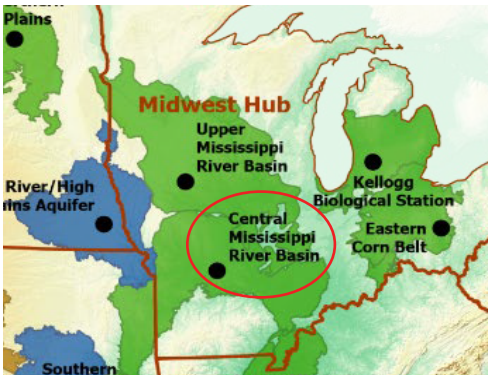 Plains
Midwest Hub
Upper
Mississippi
River Basin
River/High
Aquifer
Kellogg
Biological Station
Central
Mississippi
River Basin
Eastern
Corn Belt
Southern